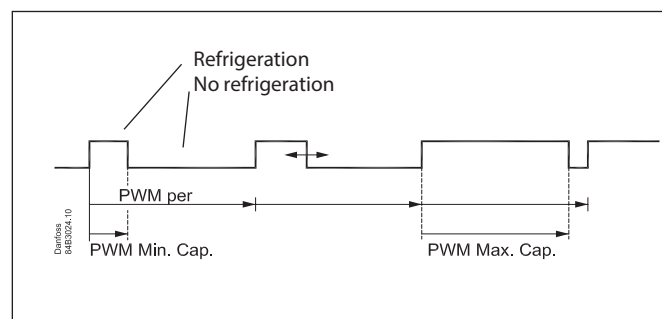 Refrigeration
No refrigeration
PWM per
PWM Min. Cap.
PWM Max. Cap.
Danfoss
84B3024.10